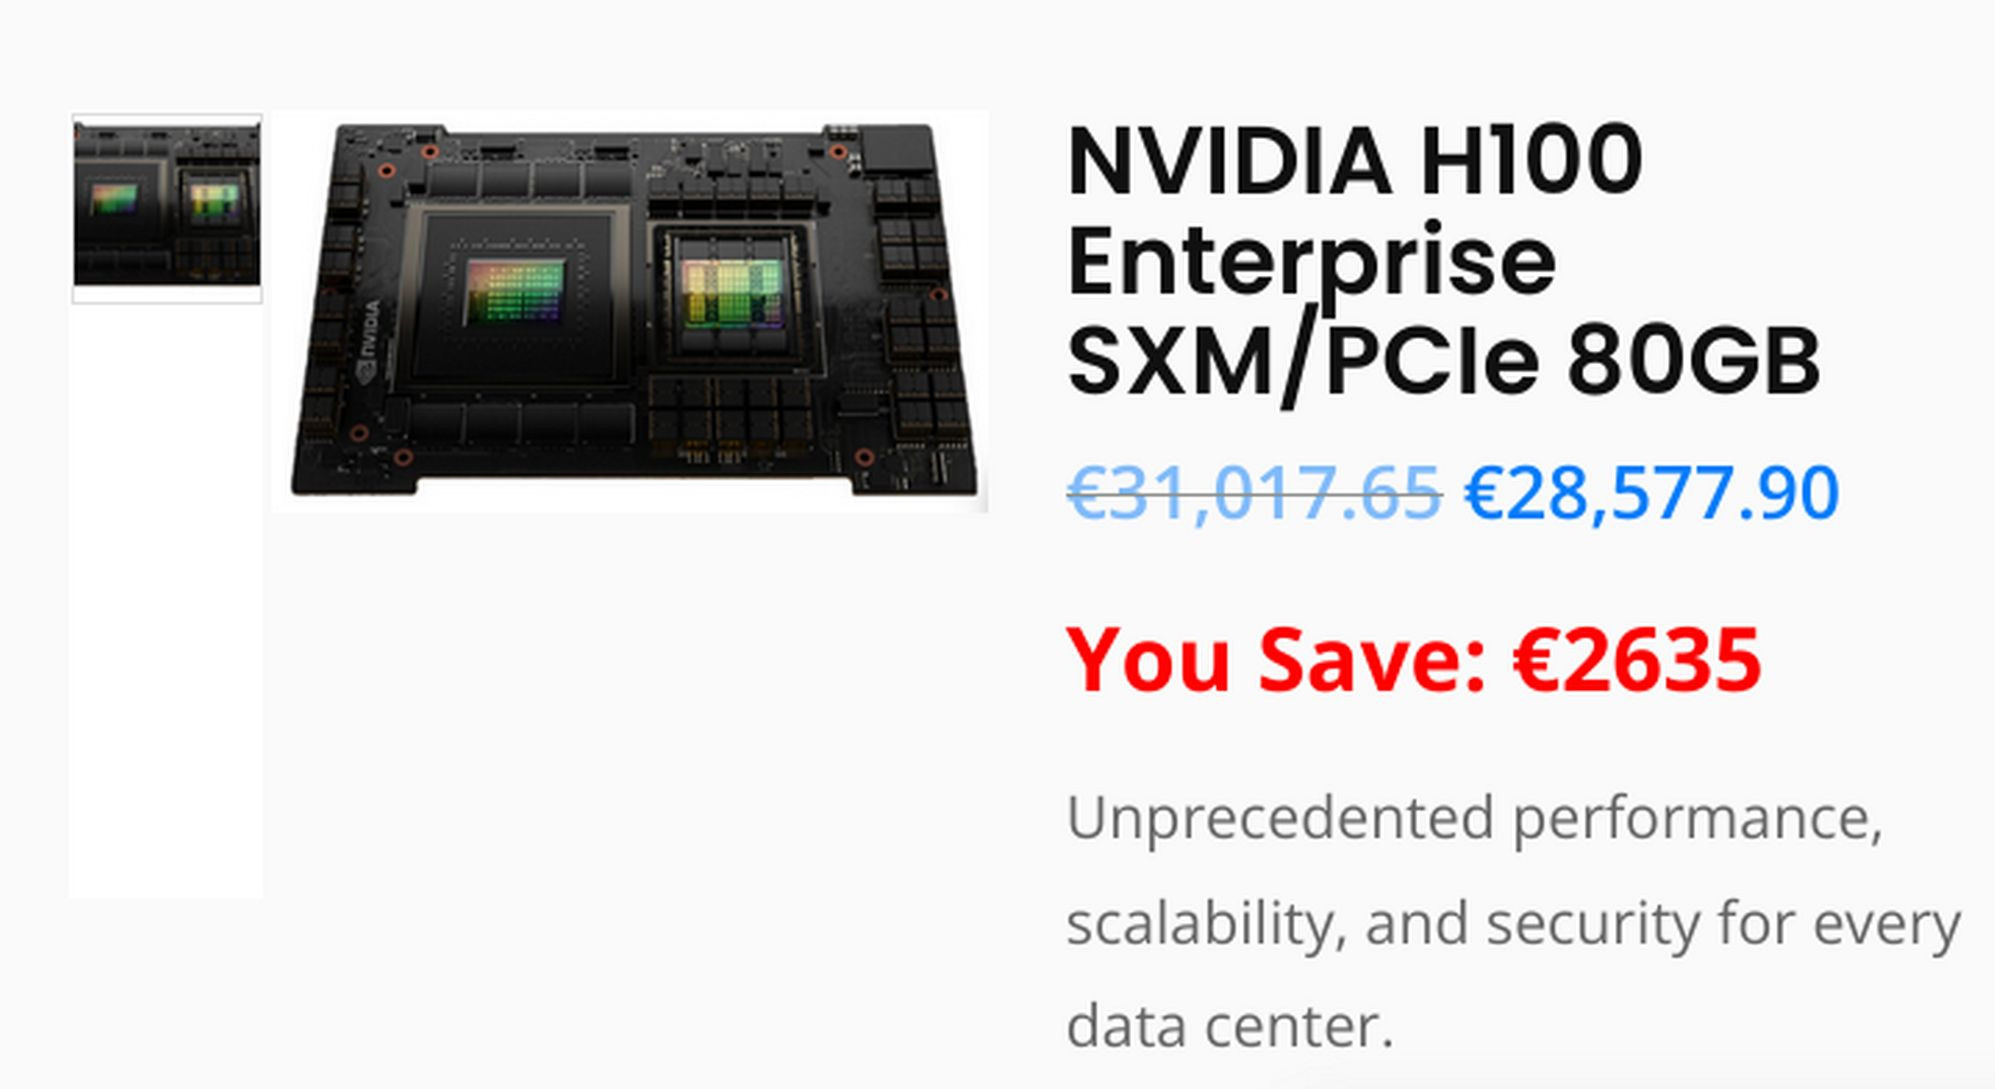 NVIDIA
NVIDIA H100
Enterprise
SXM/PCIe 80GB
€31,017.65 €28,577.90
You Save: €2635
Unprecedented performance,
scalability, and security for every
data center.